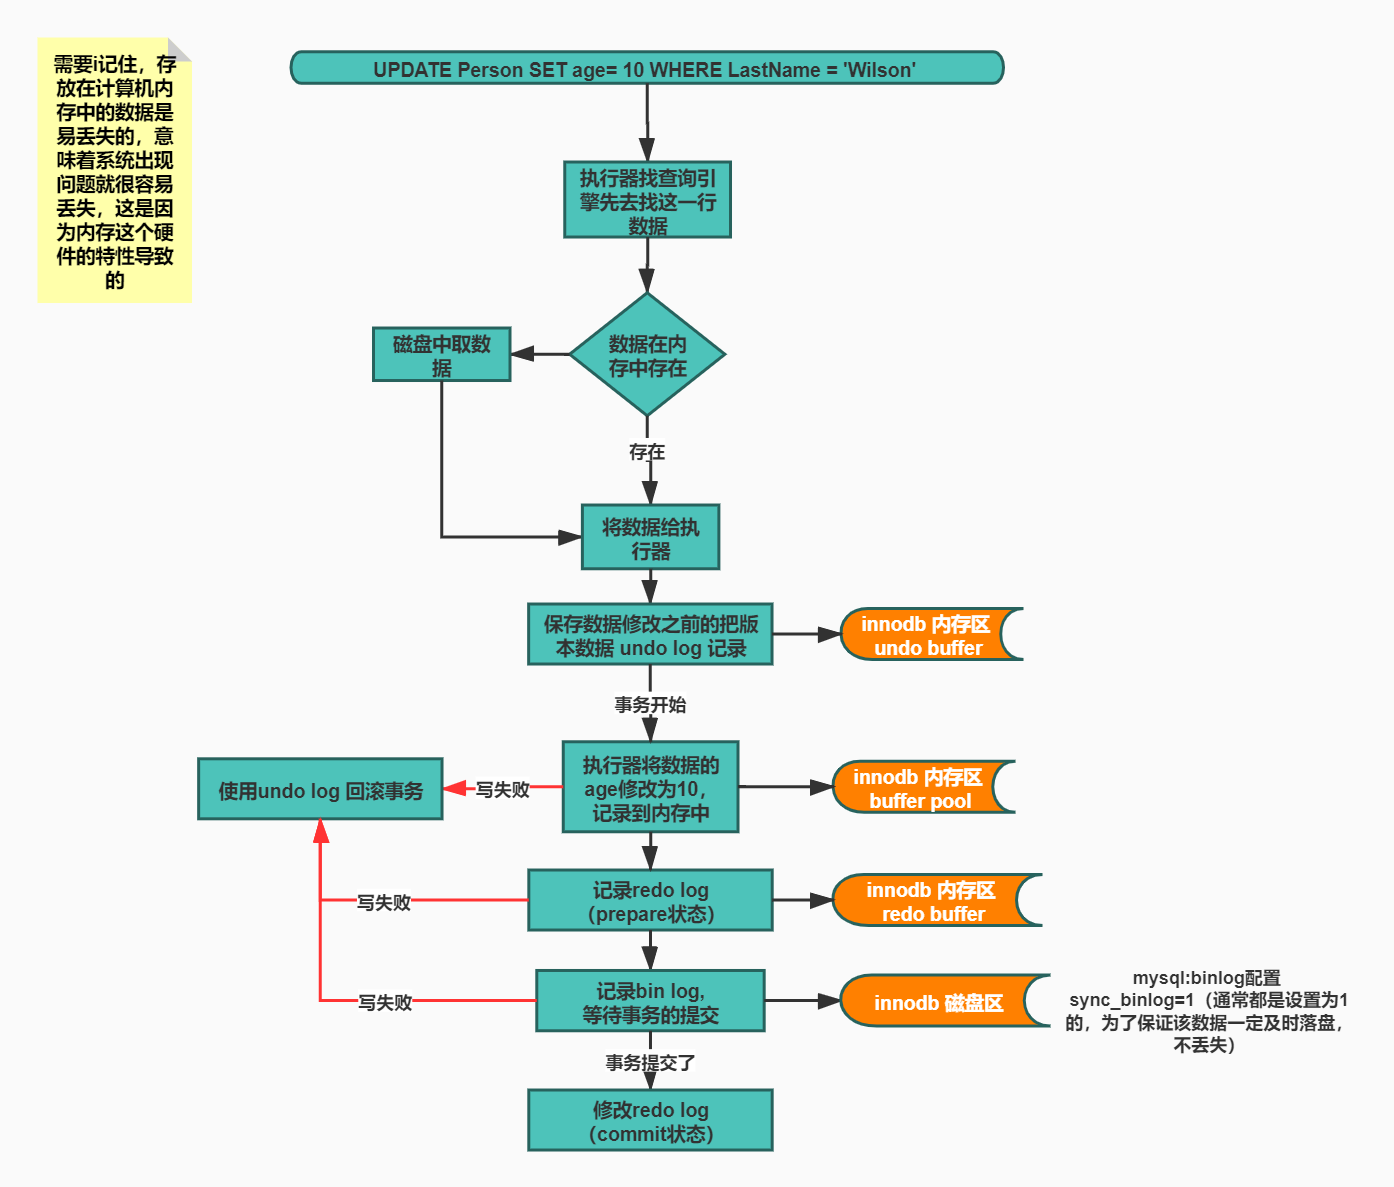 需要i记住，存
放在计算机内
存中的数据是
易丢失的，意
味着系统出现
问题就很容易
丢失，这是因
为内存这个硬
件的特性导致
的
UPDATE Person SET age= 10 WHERE LastName = 'Wilson'
执行器找查询引
擎先去找这一行
数据
数据在内
存中存在
磁盘中取数
据
存在
将数据给执
行器
保存数据修改之前的把版
本数据 undo log 记录
innodb 内存区
undo buffer
事务开始
执行器将数据的
age修改为10，
记录到内存中
写失败
使用undo log 回滚事务
innodb 内存区
buffer pool
记录redo log
（prepare状态）
写失败
innodb 内存区
redo buffer
记录bin log,
等待事务的提交
写失败
innodb 磁盘区
mysql:binlog配置
sync_binlog=1（通常都是设置为1
的，为了保证该数据一定及时落盘，
不丢失）
事务提交了
修改redo log
（commit状态）